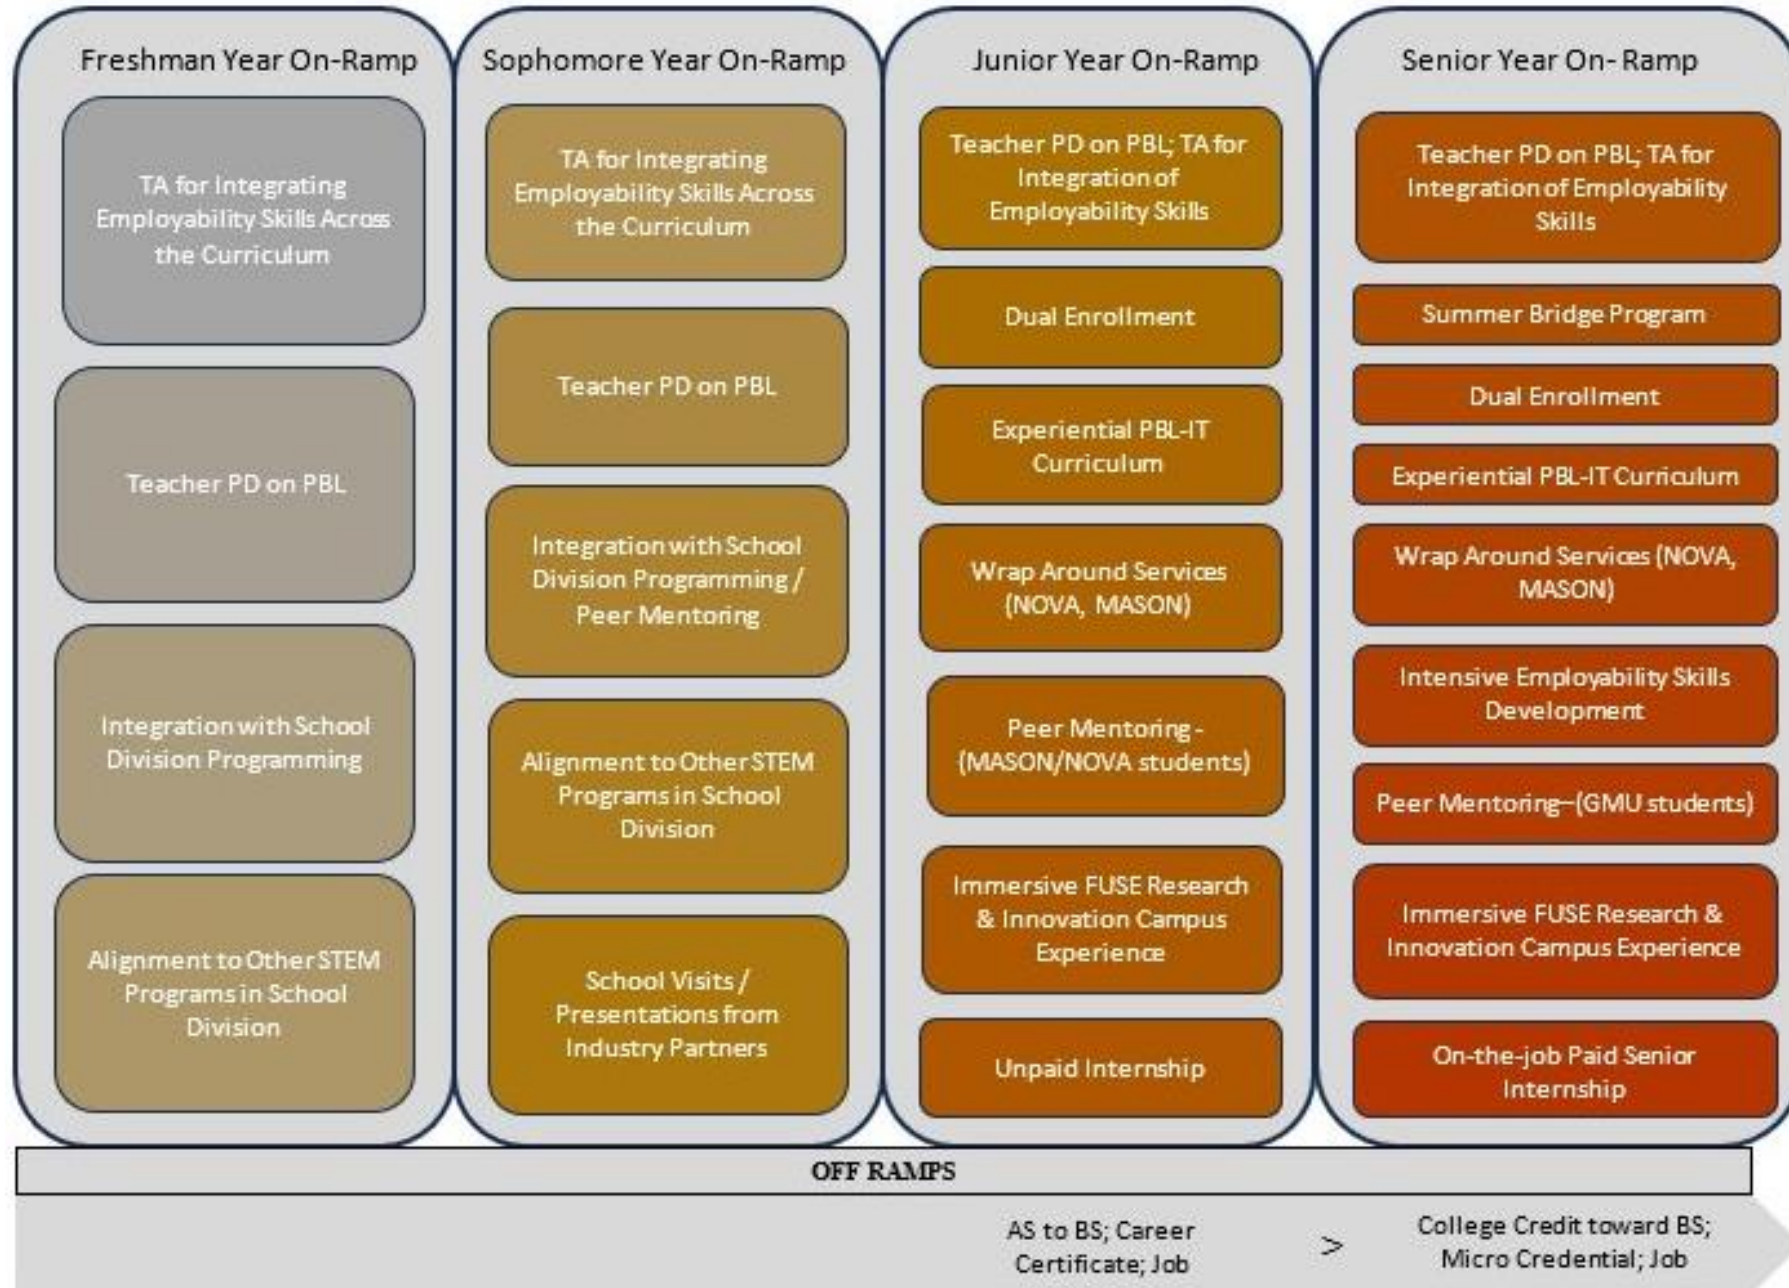 Freshman Year On-Ramp
TA for Integrating
Employability Skills Across
the Curriculum
Teacher PD on PBL
Integration with School
Division Programming
Alignment to Other STEM
Programs in School
Division
Sophomore Year On-Ramp
TA for Integrating
Employability Skills Across
the Curriculum
Teacher PD on PBL
Integration with School
Division Programming /
Peer Mentoring
Alignment to Other STEM
Programs in School
Division
School Visits /
Presentations from
Industry Partners
Junior Year On-Ramp
Teacher PD on PBL; TA for
Integration of
Employability Skills
Dual Enrollment
Experiential PBL-IT
Curriculum
Wrap Around Services
(NOVA, MASON)
Peer Mentoring -
(MASON/NOVA students)
Immersive FUSE Research
& Innovation Campus
Experience
Unpaid Internship
Senior Year On- Ramp
Teacher PD on PBL; TA for
Integration of Employability
Skills
Summer Bridge Program
Dual Enrollment
Experiential PBL-IT Curriculum
Wrap Around Services (NOVA,
MASON)
Intensive Employability Skills
Development
Peer Mentoring–(GMU students)
Immersive FUSE Research &
Innovation Campus Experience
On-the-job Paid Senior
Internship
OFF RAMPS
AS to BS; Career
Certificate; Job
>
College Credit toward BS;
Micro Credential; Job